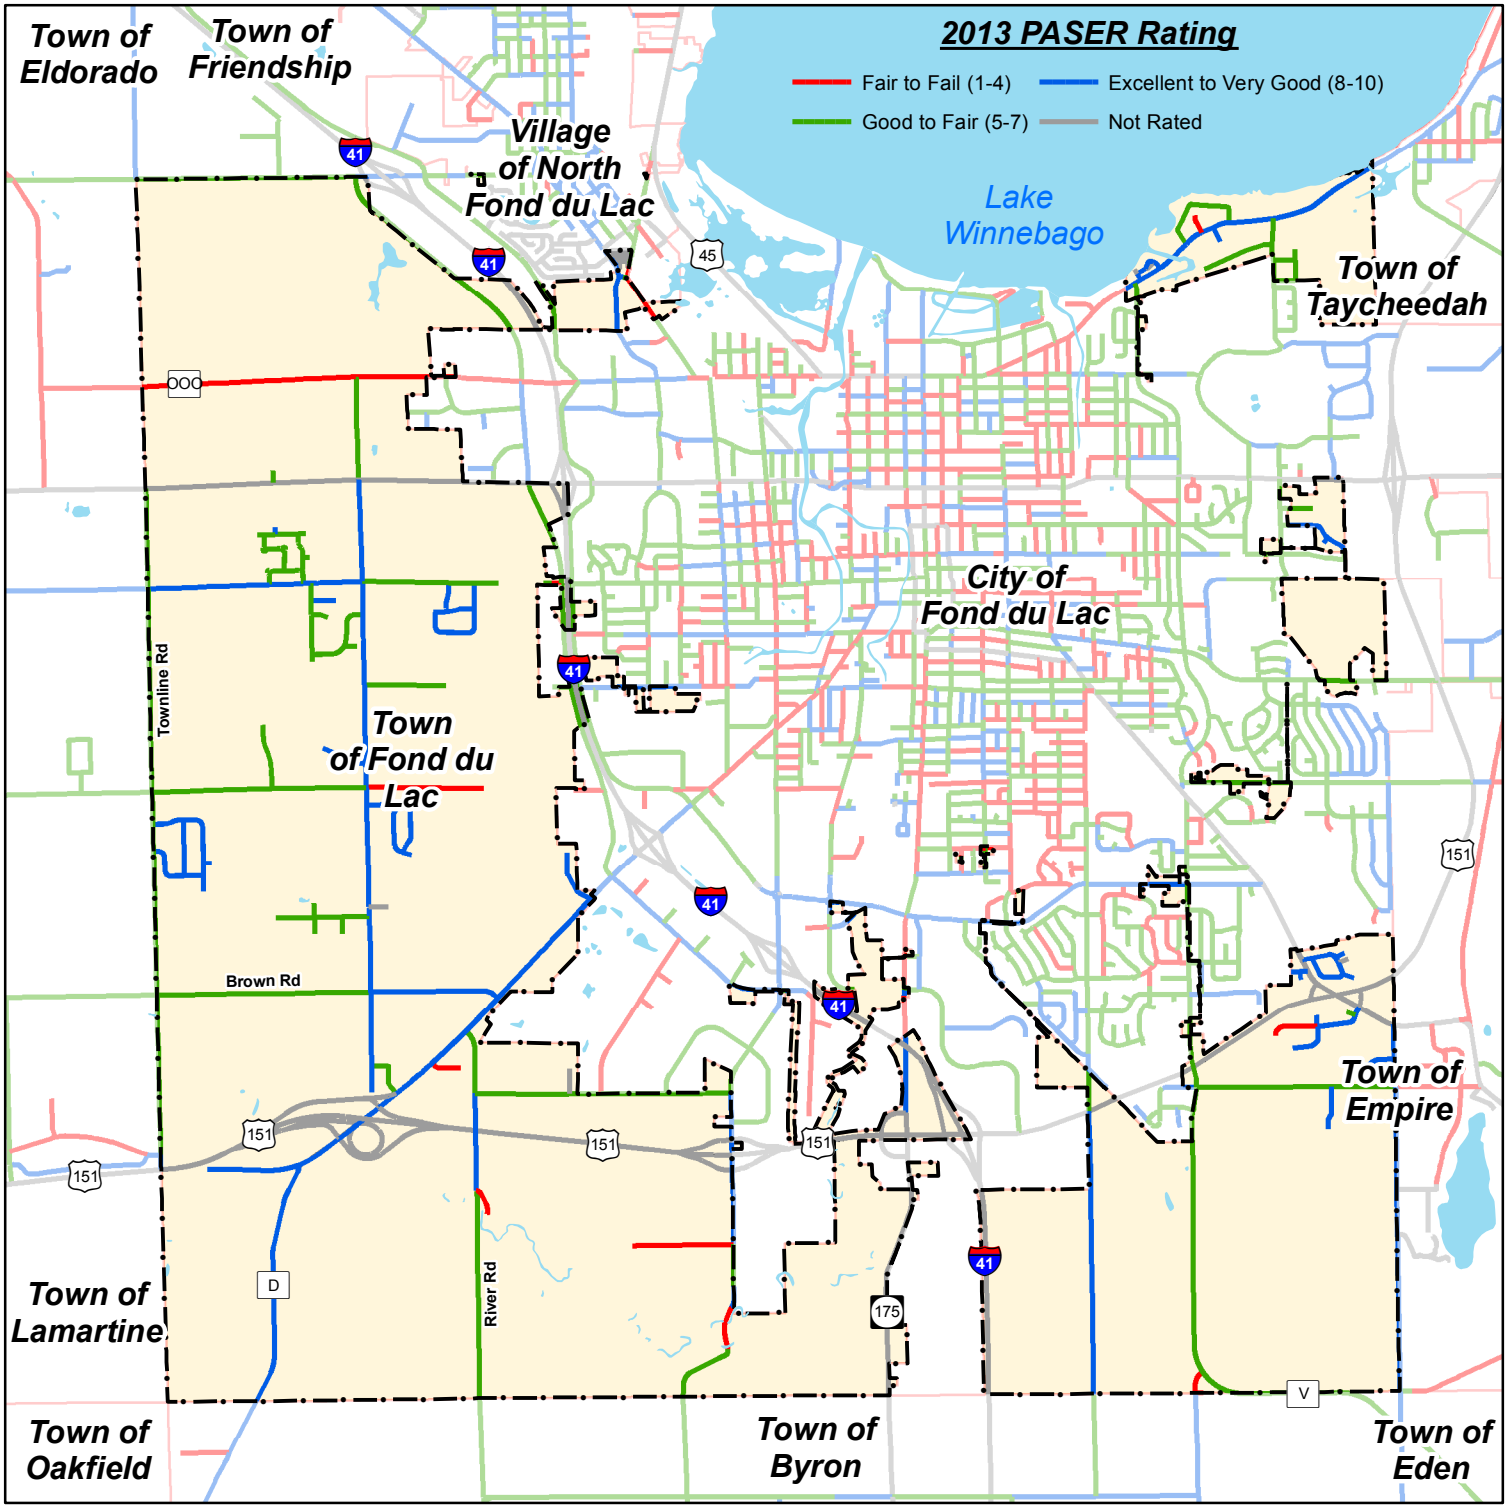 2013 PASER Rating
Fair to Fail (1-4)
Excellent to Very Good (8-10)
Good to Fair (5-7)
Not Rated
Town of
Eldorado
Town of
Friendship
41
Village
of North
Fond du Lac
41
45
Lake
Winnebago
Town of
Taycheedah
OOO
City of
Fond du Lac
41
Townline Rd
Town
of Fond du
Lac
151
41
Brown Rd
41
Town of
Empire
151
151
151
151
41
D
River Rd
175
Town of
Lamartine
V
Town of
Oakfield
Town of
Byron
Town of
Eden